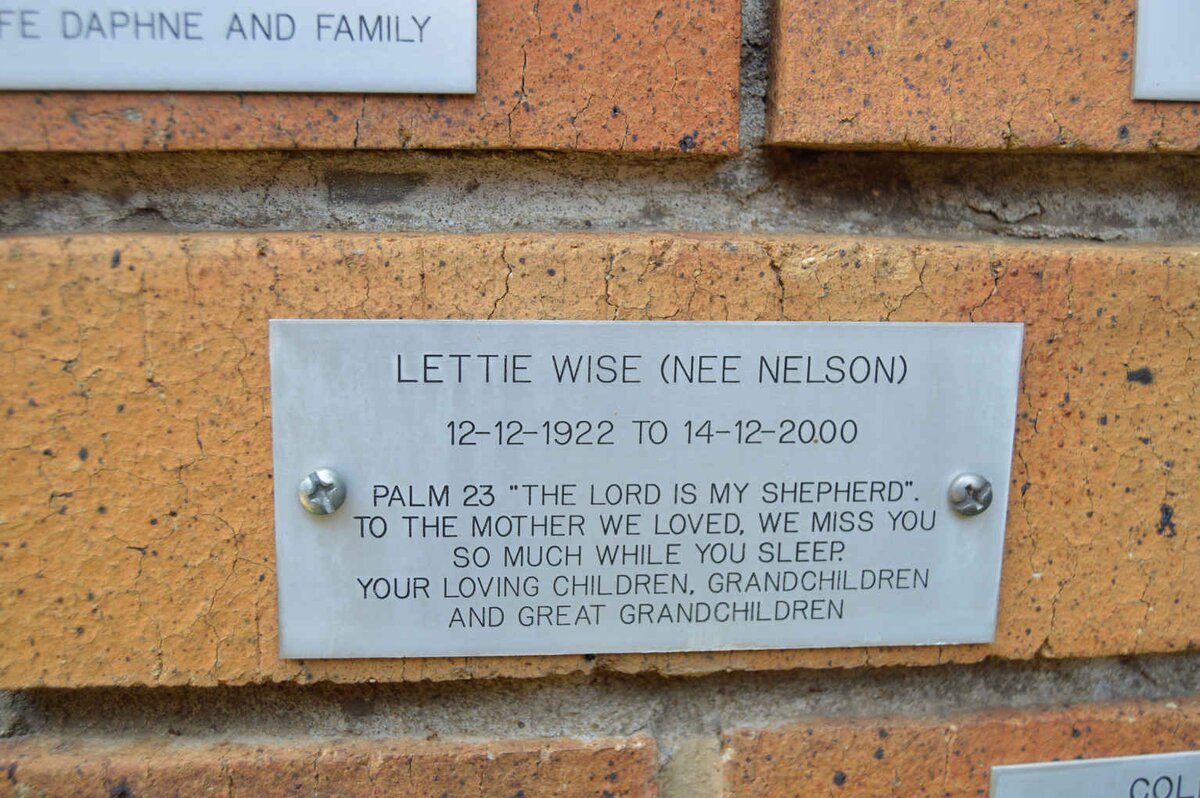 FE DAPHNE AND FAMILY
LETTIE WISE (NEE NELSON)
12-12-1922 TO 14-12-2000
PALM 23 "THE LORD IS MY SHEPHERD".
TO THE MOTHER WE LOVED, WE MISS YOU
SO MUCH WHILE YOU SLEEP.
YOUR LOVING CHILDREN, GRANDCHILDREN
AND GREAT GRANDCHILDREN